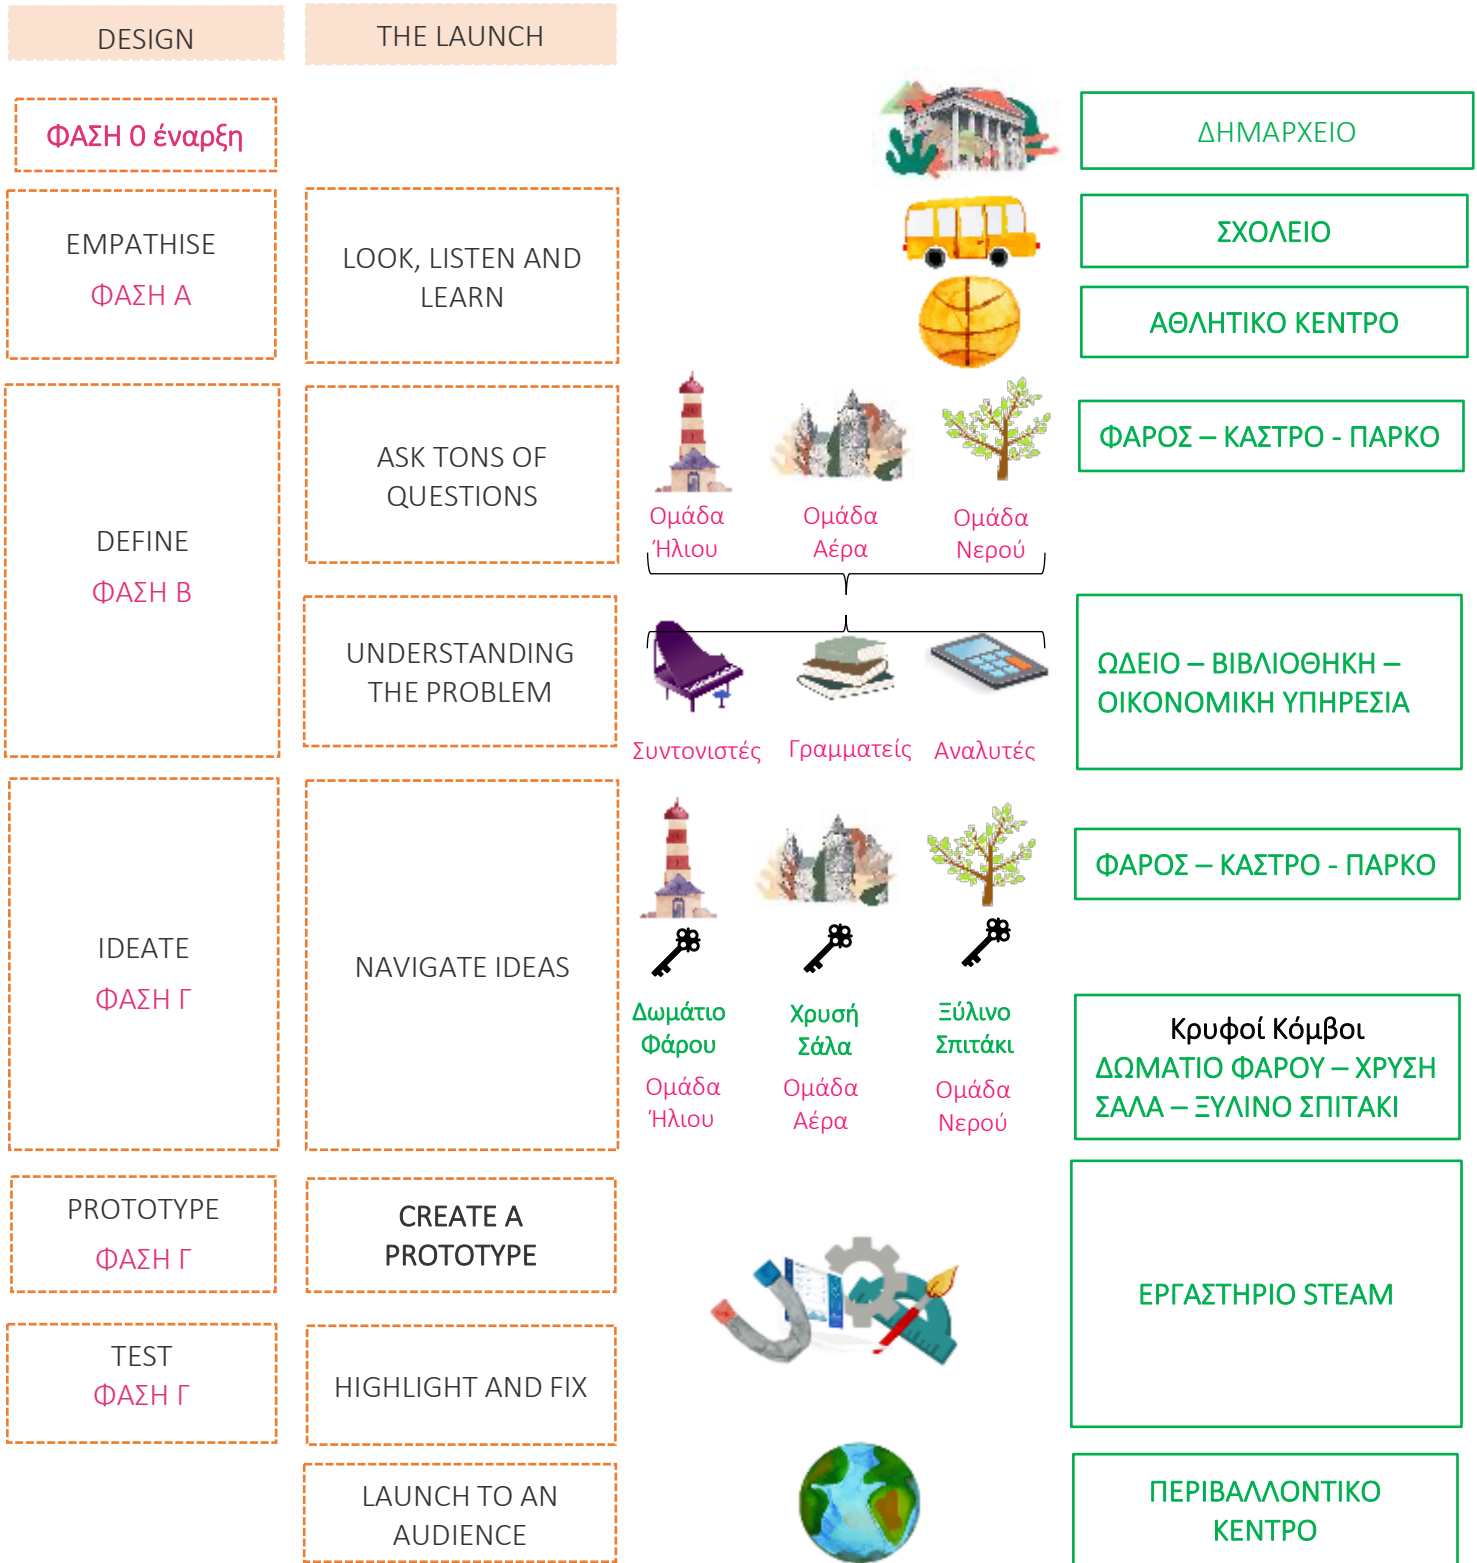 DESIGN
THE LAUNCH
ΦΑΣΗ 0 έναρξη
ΔΗΜΑΡΧΕΙΟ
EMPATHISE
ΦΑΣΗ Α
LOOK, LISTEN AND
LEARN
ΣΧΟΛΕΙΟ
ΑΘΛΗΤΙΚΟ ΚΕΝΤΡΟ
DEFINE
ΦΑΣΗ Β
ASK TONS OF
QUESTIONS
Ομάδα
Ήλιου
Ομάδα
Αέρα
Ομάδα
Νερού
ΦΑΡΟΣ – ΚΑΣΤΡΟ - ΠΑΡΚΟ
UNDERSTANDING
THE PROBLEM
Συντονιστές
Γραμματείς
Αναλυτές
ΩΔΕΙΟ – ΒΙΒΛΙΟΘΗΚΗ –
ΟΙΚΟΝΟΜΙΚΗ ΥΠΗΡΕΣΙΑ
IDEATE
ΦΑΣΗ Γ
NAVIGATE IDEAS
ΦΑΡΟΣ – ΚΑΣΤΡΟ - ΠΑΡΚΟ
Δωμάτιο
Φάρου
Ομάδα
Ήλιου
Χρυσή
Σάλα
Ομάδα
Αέρα
Ξύλινο
Σπιτάκι
Ομάδα
Νερού
Κρυφοί Κόμβοι
ΔΩΜΑΤΙΟ ΦΑΡΟΥ – ΧΡΥΣΗ
ΣΑΛΑ – ΞΥΛΙΝΟ ΣΠΙΤΑΚΙ
PROTOTYPE
ΦΑΣΗ Γ
CREATE A
PROTOTYPE
ΕΡΓΑΣΤΗΡΙΟ STEAM
TEST
ΦΑΣΗ Γ
HIGHLIGHT AND FIX
LAUNCH TO AN
AUDIENCE
ΠΕΡΙΒΑΛΛΟΝΤΙΚΟ
ΚΕΝΤΡΟ